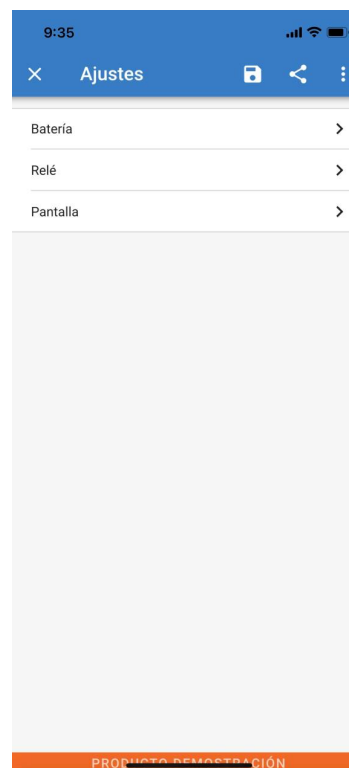 9:35
Ajustes
Batería
Relé
Pantalla
PRODUCTO DEMOSTRACIÓN